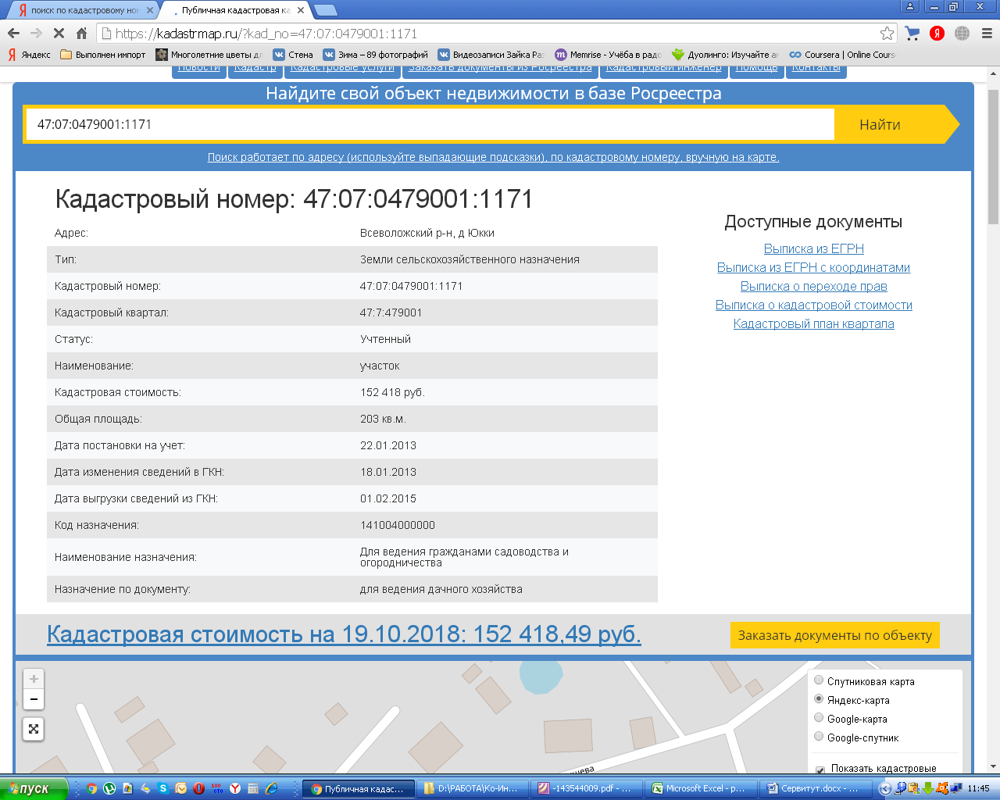 поиск по кадастровому но
Публичная кадастровая к
https://kadastrmap.ru/?kad_no=47:07:0479001:1171
Яндекс
Выполнен импорт
Многолетние цветы д
Стена
Зима – 89 фотографий
Видеозаписи Зайка Ра
Memrise - Учёба в радо
Дуолинго: Изучайте а
Coursera | Online Cours
Новости
Кадастр
Кадастровые услуги
Заказать документы из Росреестра
Кадастровый инженер
Помощь
Контакты
Найдите свой объект недвижимости в базе Росреестра
47:07:0479001:1171
Найти
Поиск работает по адресу (используйте выпадающие подсказки), по кадастровому номеру, вручную на карте.
Кадастровый номер: 47:07:0479001:1171
Адрес: Всеволожский р-н, д Юкки
Тип: Земли сельскохозяйственного назначения
Кадастровый номер: 47:07:0479001:1171
Кадастровый квартал: 47:7:479001
Статус: Учтенный
Наименование: участок
Кадастровая стоимость: 152 418 руб.
Общая площадь: 203 кв.м.
Дата постановки на учет: 22.01.2013
Дата изменения сведений в ГКН: 18.01.2013
Дата выгрузки сведений из ГКН: 01.02.2015
Код назначения: 141004000000
Наименование назначения: Для ведения гражданами садоводства и
огородничества
Назначение по документу: для ведения дачного хозяйства
Доступные документы
Выписка из ЕГРН
Выписка из ЕГРН с координатами
Выписка о переходе прав
Выписка о кадастровой стоимости
Кадастровый план квартала
Кадастровая стоимость на 19.10.2018: 152 418,49 руб.
Заказать документы по объекту
+
−
Спутниковая карта
Яндекс-карта
Google-карта
Google-спутник
Показать кадастровые
пуск
100
сто
Публичная кадас...
D:\РАБОТА\Ко-Ин...
-143544009.pdf - ...
Microsoft Excel - р...
Сервитут.docx - ...
11:45